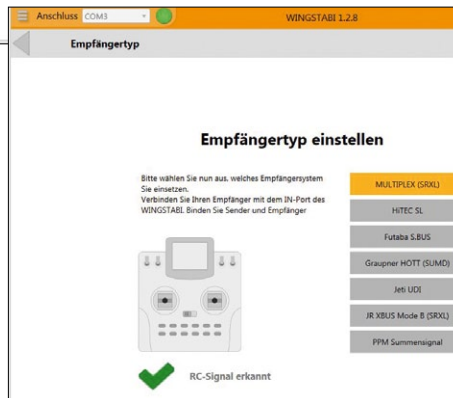 Anschluss COM3 WINGSTABI 1.2.8
Empfängertyp
Empfängertyp einstellen
Bitte wählen Sie nun aus, welches Empfängersystem
Sie einsetzen.
Verbinden Sie Ihren Empfänger mit dem IN-Port des
WINGSTABI. Binden Sie Sender und Empfänger
MULTIPLEX (SRXL)
HiTEC SL
Futaba S.BUS
Graupner HOTT (SUMD)
Jeti UDI
JR XBUS Mode B (SRXL)
PPM Summensignal
RC-Signal erkannt